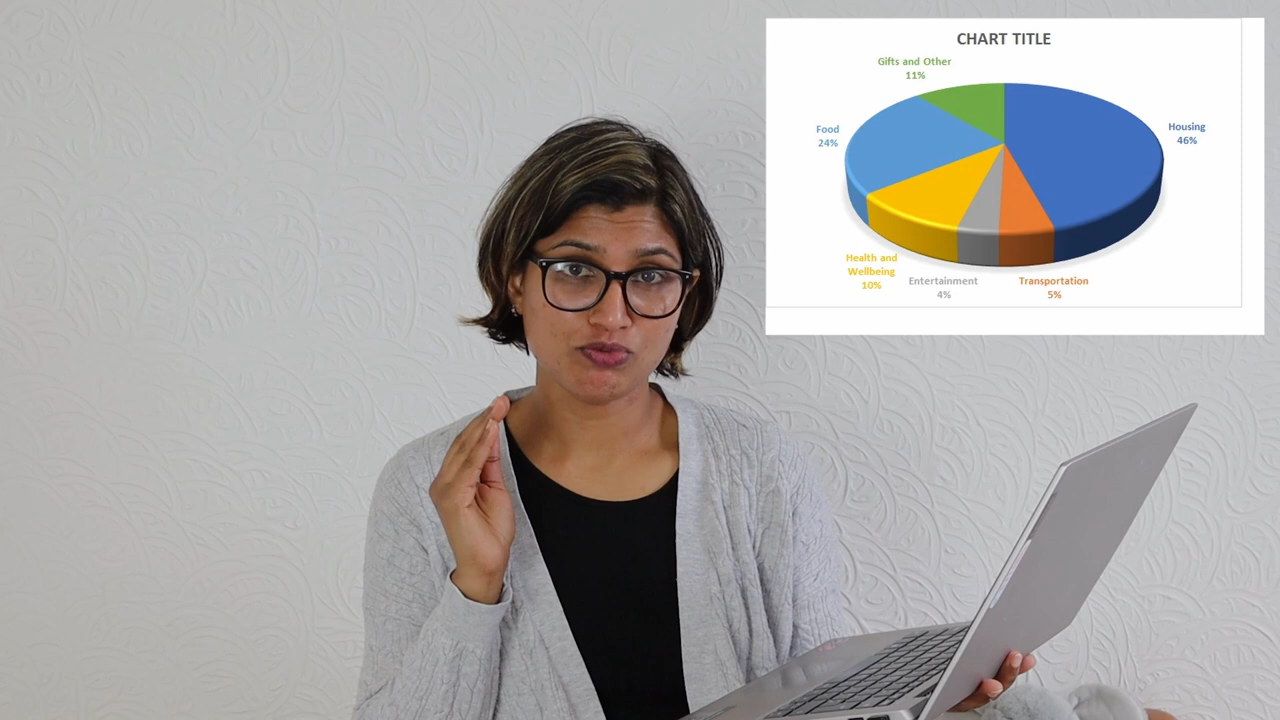 CHART TITLE
Gifts and Other
11%
Food
24%
Housing
46%
Health and
Wellbeing
10%
Entertainment
4%
Transportation
5%